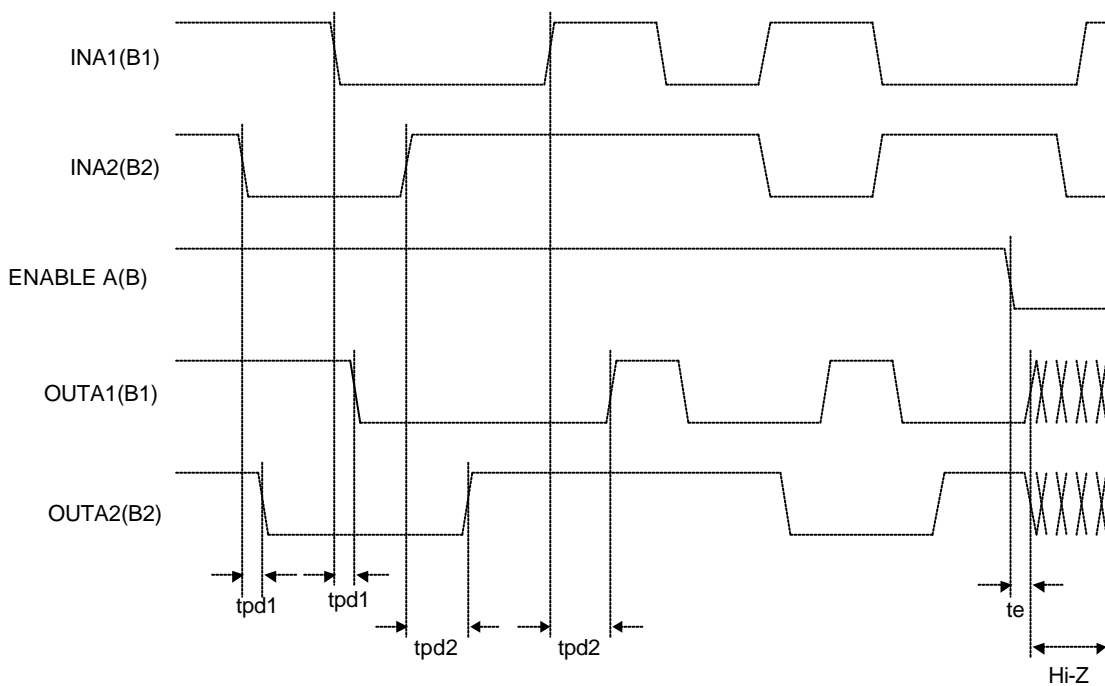 INA1(B1)
INA2(B2)
ENABLE A(B)
OUTA1(B1)
OUTA2(B2)
tpd1
tpd1
te
tpd2
tpd2
Hi-Z